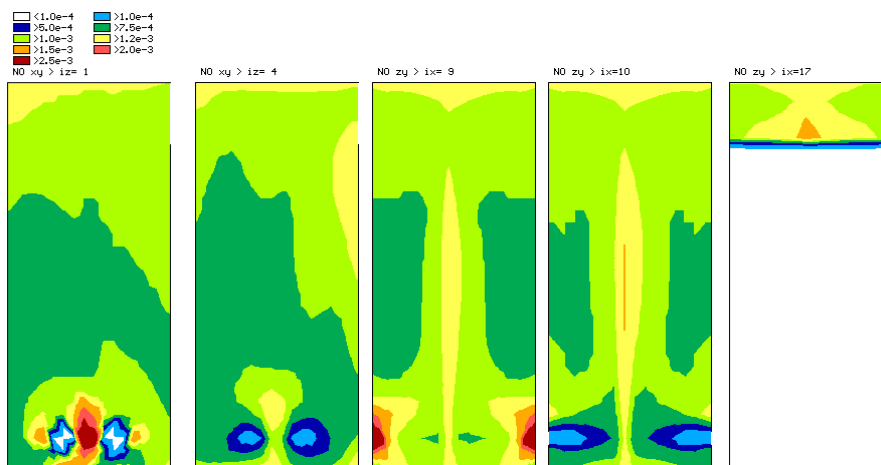 <1.0e-4 >1.0e-4
>5.0e-4 >7.5e-4
>1.0e-3 >1.2e-3
>1.5e-3 >2.0e-3
>2.5e-3
NO xy > iz= 1 NO xy > iz= 4 NO zy > ix= 9 NO zy > ix=10 NO zy > ix=17